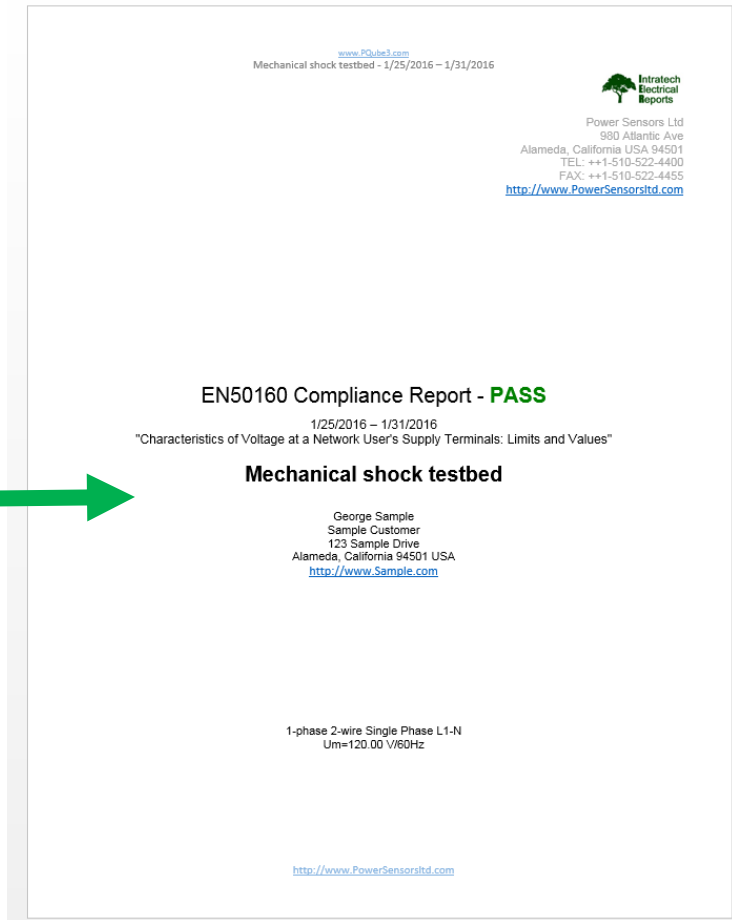 www.PQube3.com
Mechanical shock testbed - 1/25/2016 – 1/31/2016
Intratech
Electrical
Reports
Power Sensors Ltd
980 Atlantic Ave
Alameda, California USA 94501
TEL: ++1-510-522-4400
FAX: ++1-510-522-4455
http://www.PowerSensorsltd.com
EN50160 Compliance Report - PASS
1/25/2016 – 1/31/2016
"Characteristics of Voltage at a Network User's Supply Terminals: Limits and Values"
Mechanical shock testbed
George Sample
Sample Customer
123 Sample Drive
Alameda, California 94501 USA
http://www.Sample.com
1-phase 2-wire Single Phase L1-N
Um=120.00 V/60Hz
http://www.PowerSensorsltd.com